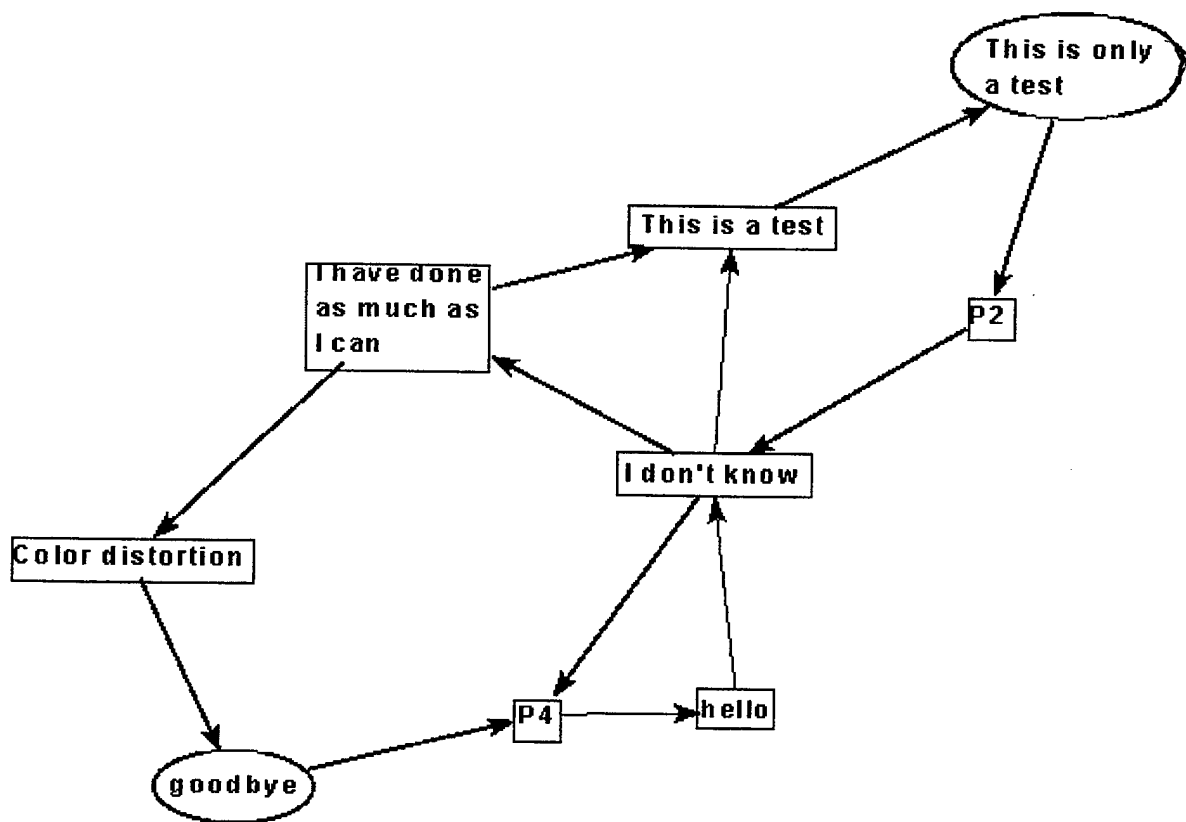 This is only
a test
This is a test
I have done
as much as
I can
P2
I don't know
Color distortion
P4
hello
goodbye